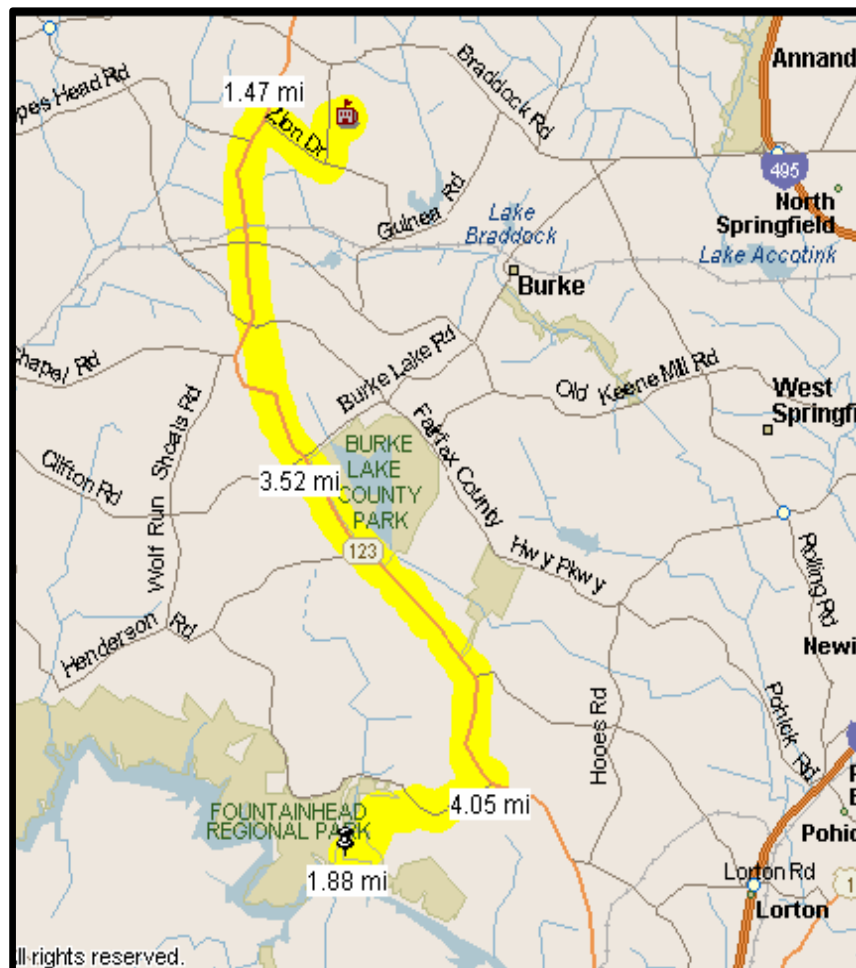 Annand
Braddock Rd
opes Head Rd
1.47 mi
Zion Dr
495
North
Springfield
Guinea Rd
Lake
Braddock
Lake Accotink
Burke
Chapel Rd
Burke Lake Rd
Old Keene Mill Rd
West
Springfi
Wolf Run Shoals Rd
Fairfax County
Hwy Pkwy
BURKE
LAKE
COUNTY
PARK
Clifton Rd
3.52 mi
123
Rolling Rd
Henderson Rd
Newi
Hooes Rd
Pohick Rd
4.05 mi
FOUNTAINHEAD
REGIONAL PARK
Pohic
1.88 mi
Lorton Rd
1
Lorton
ll rights reserved.